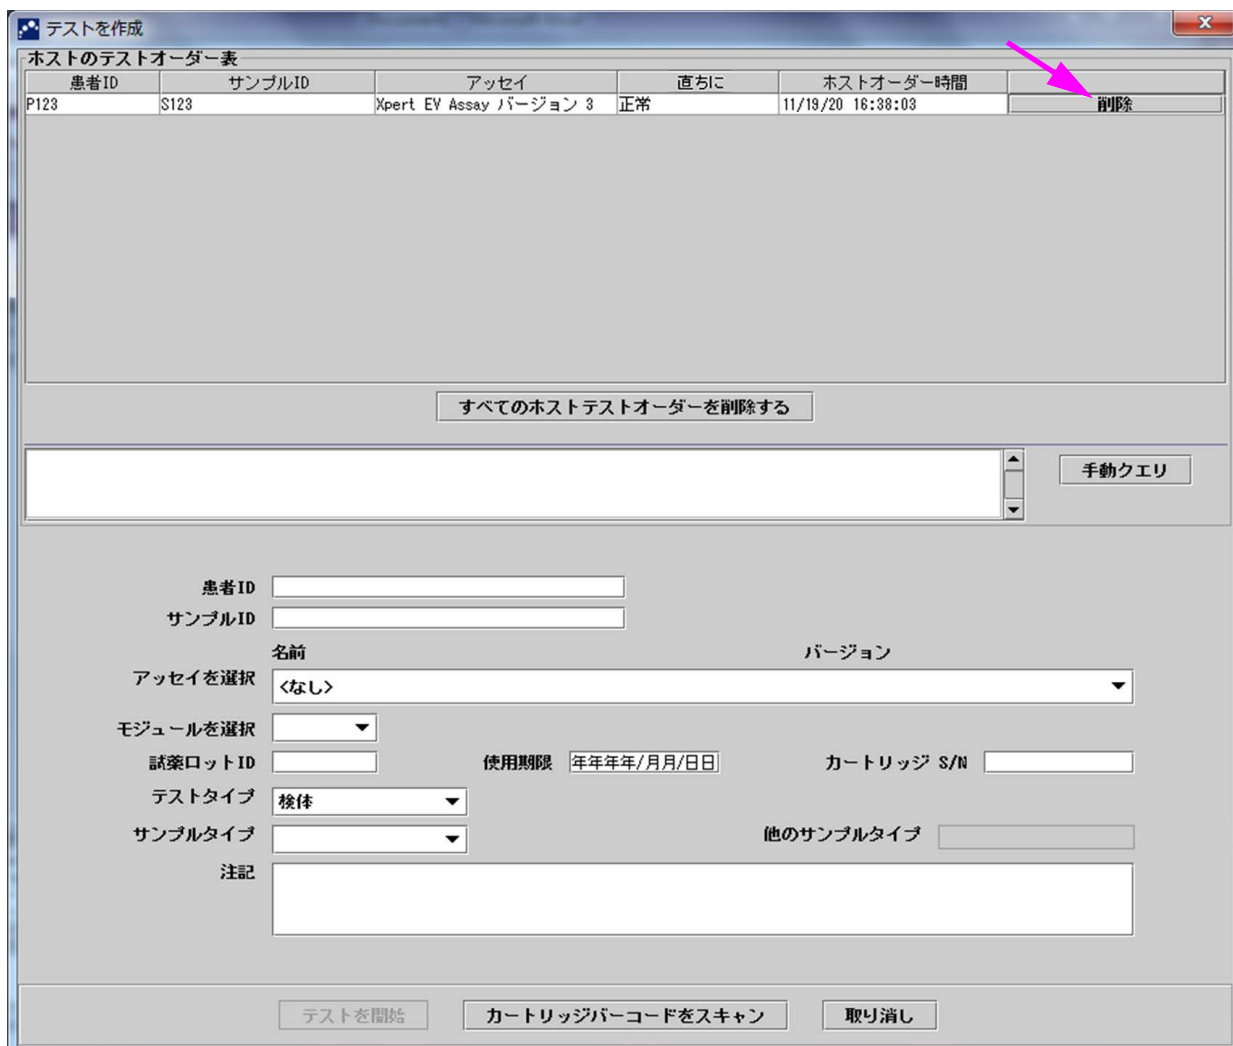 テストを作成
ホストのテストオーダー表
患者ID サンプルID アッセイ 直ちに ホストオーダー時間
P123 S123 Xpert EV Assay バージョン 3 正常 11/19/20 16:38:03 削除
すべてのホストテストオーダーを削除する
手動クエリ
患者ID
サンプルID
名前 バージョン
アッセイを選択 <なし>
モジュールを選択
試薬ロットID 使用期限 年年年年/月月/日日 カートリッジ S/N
テストタイプ 検体
サンプルタイプ 他のサンプルタイプ
注記
テストを開始 カートリッジバーコードをスキャン 取り消し